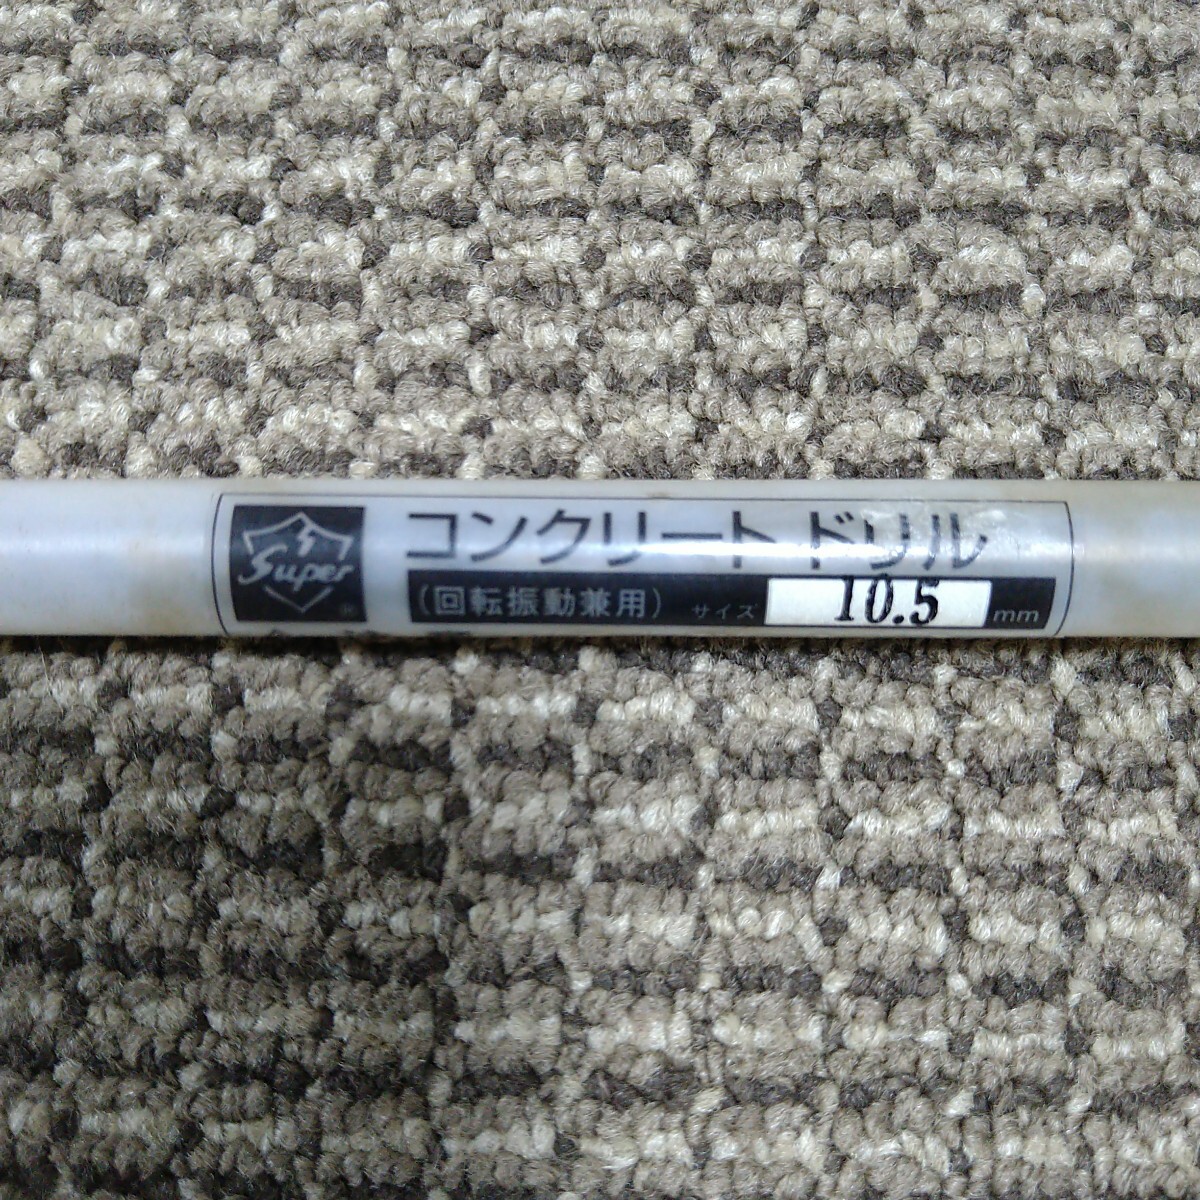 Super
コンクリート ドリル
(回転振動兼用) サイズ 10.5 mm